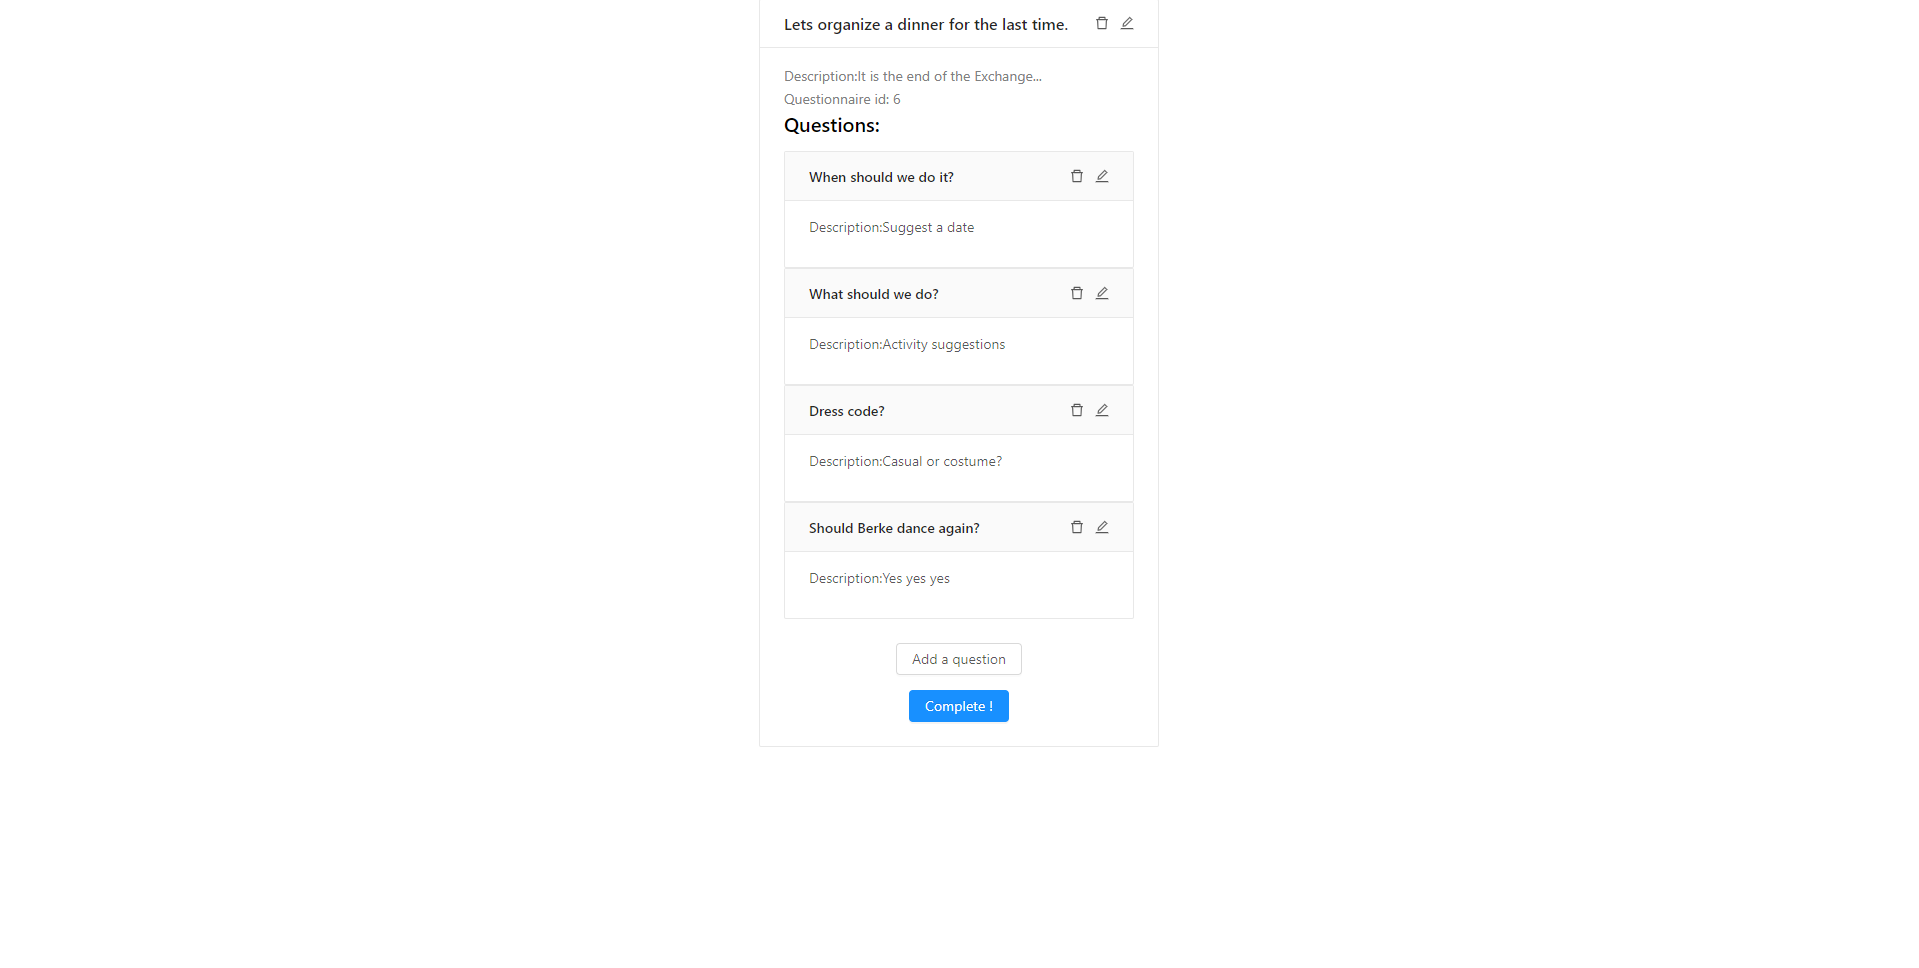 Lets organize a dinner for the last time.
Description:It is the end of the Exchange...
Questionnaire id: 6
Questions:
When should we do it?
Description:Suggest a date
What should we do?
Description:Activity suggestions
Dress code?
Description:Casual or costume?
Should Berke dance again?
Description:Yes yes yes
Add a question
Complete !